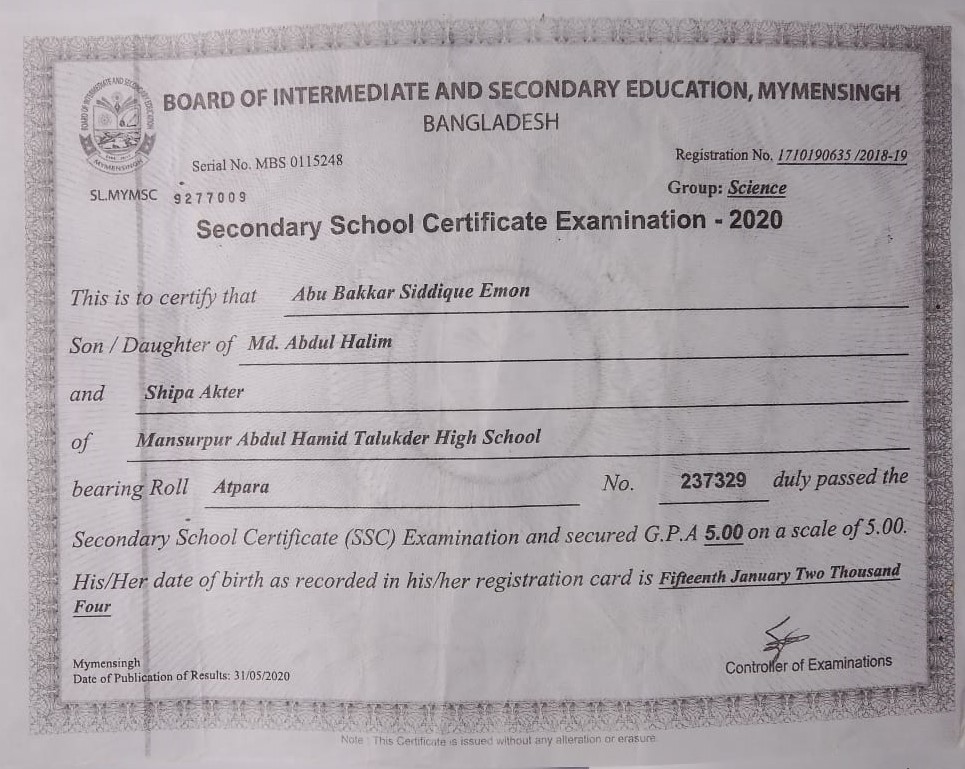 BOARD OF INTERMEDIATE AND SECONDARY EDUCATION, MYMENSINGH
BANGLADESH
Serial No. MBS 0115248
Registration No. 1710190635 /2018-19
SL.MYMSC 9277009
Group: Science
Secondary School Certificate Examination - 2020
This is to certify that Abu Bakkar Siddique Emon
Son / Daughter of Md. Abdul Halim
and Shipa Akter
of Mansurpur Abdul Hamid Talukder High School
bearing Roll Atpara No. 237329 duly passed the
Secondary School Certificate (SSC) Examination and secured G.P.A 5.00 on a scale of 5.00.
His/Her date of birth as recorded in his/her registration card is Fifteenth January Two Thousand
Four
Mymensingh
Date of Publication of Results: 31/05/2020
Controller of Examinations
Note : This Certificate is issued without any alteration or erasure.